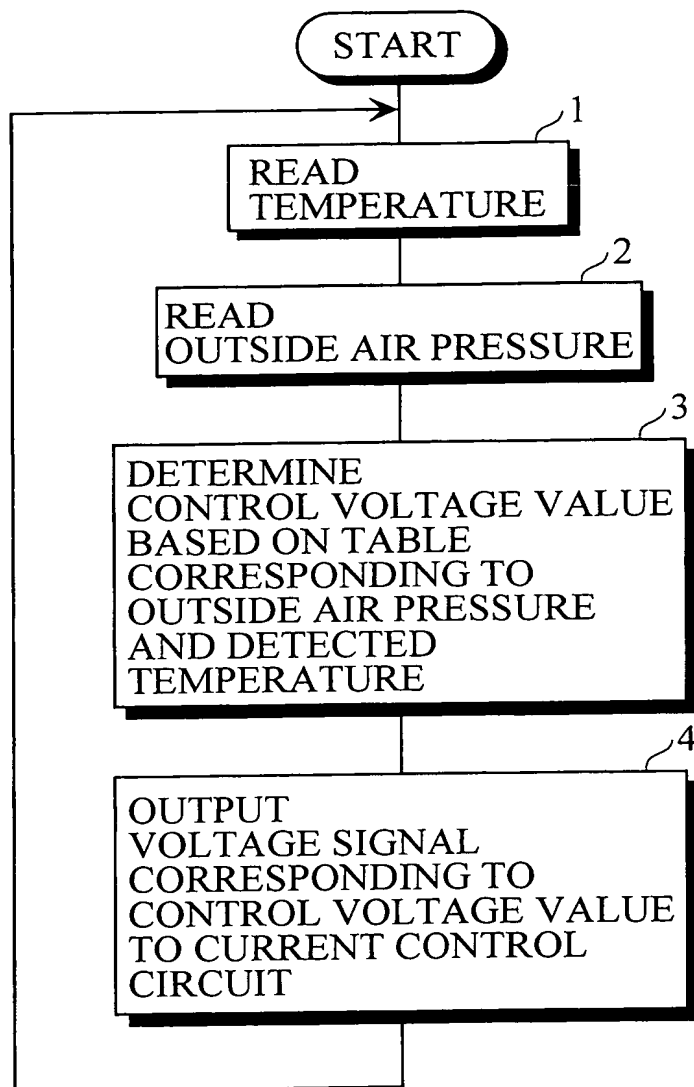 START
1
READ
TEMPERATURE
2
READ
OUTSIDE AIR PRESSURE
3
DETERMINE
CONTROL VOLTAGE VALUE
BASED ON TABLE
CORRESPONDING TO
OUTSIDE AIR PRESSURE
AND DETECTED
TEMPERATURE
4
OUTPUT
VOLTAGE SIGNAL
CORRESPONDING TO
CONTROL VOLTAGE VALUE
TO CURRENT CONTROL
CIRCUIT